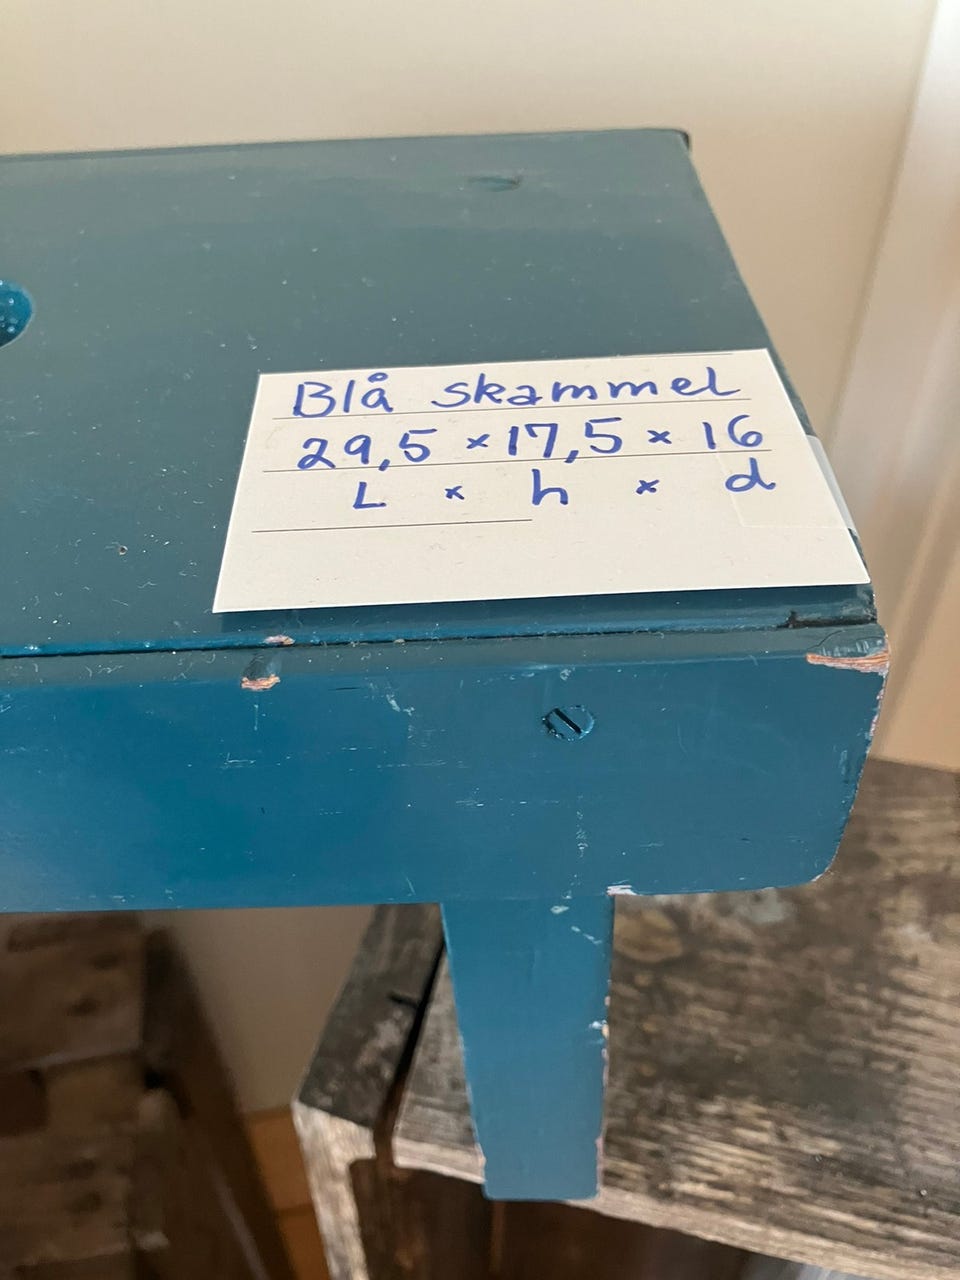 Blå skammel
29,5 x 17,5 x 16
L x h x d